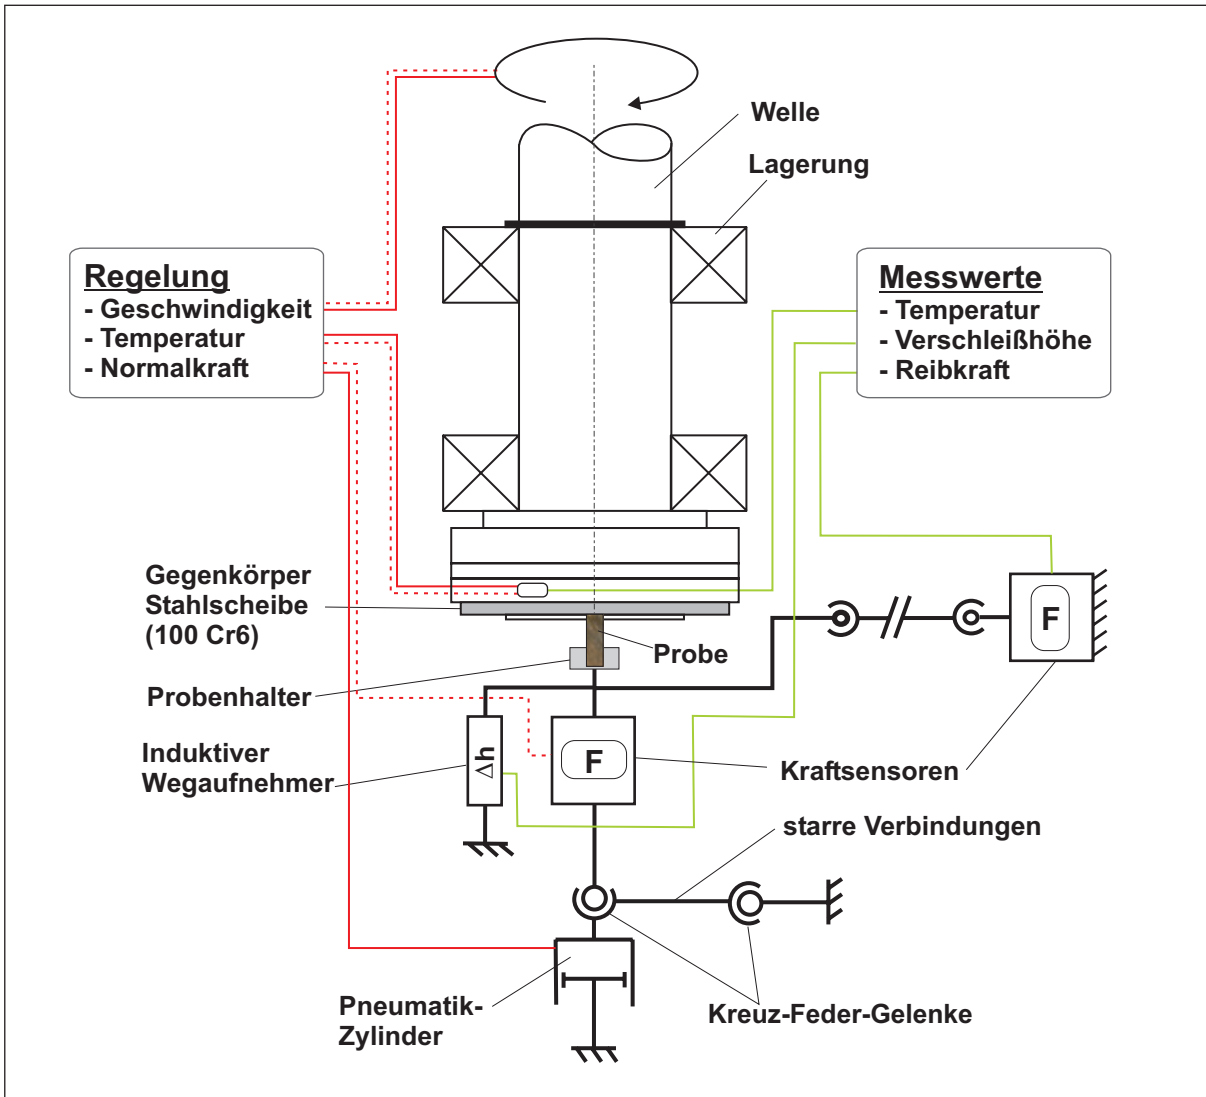 Welle
Lagerung
Regelung
- Geschwindigkeit
- Temperatur
- Normalkraft
Messwerte
- Temperatur
- Verschleißhöhe
- Reibkraft
Gegenkörper
Stahlscheibe
(100 Cr6)
F
Probe
Probenhalter
Induktiver
Wegaufnehmer
Δh
F
Kraftsensoren
starre Verbindungen
Pneumatik-
Zylinder
Kreuz-Feder-Gelenke